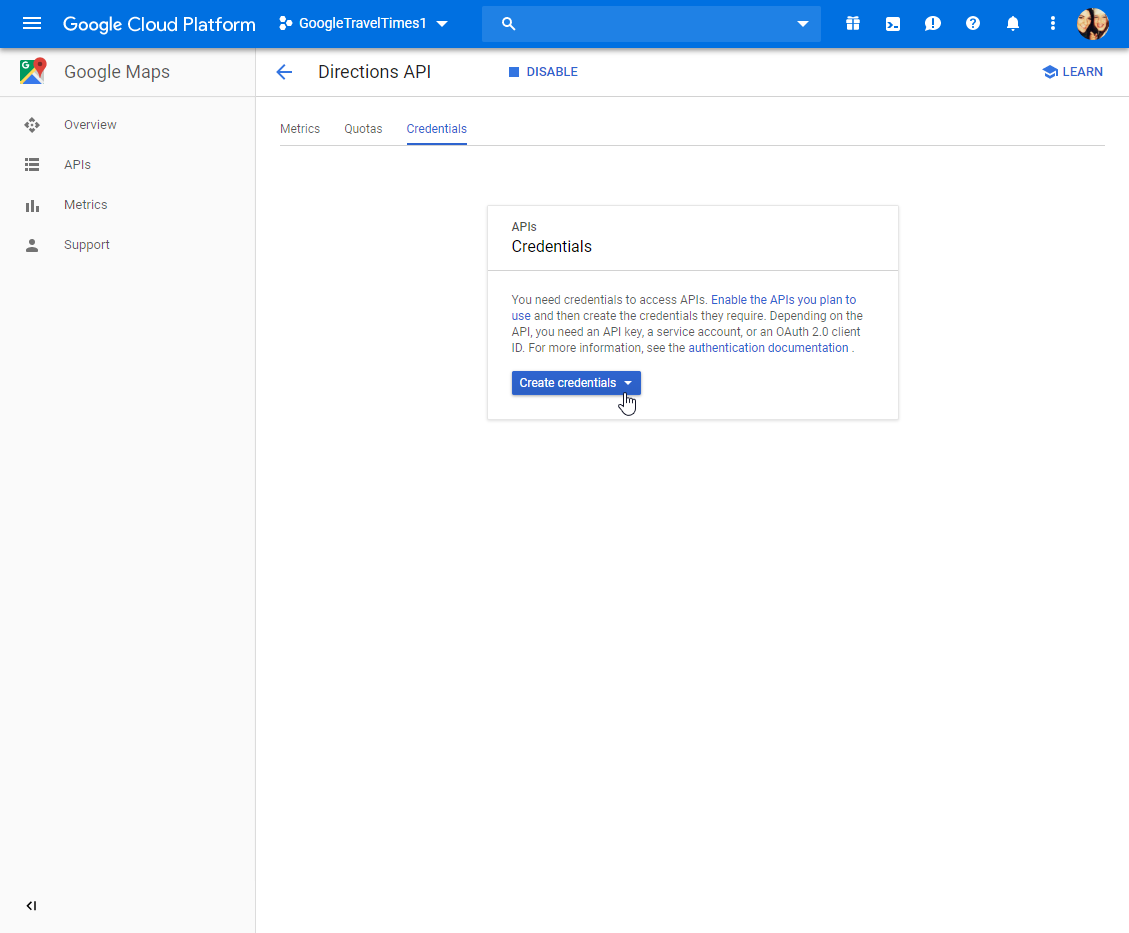 Google Cloud Platform
GoogleTravelTimes1
Google Maps
Directions API
DISABLE
LEARN
Overview
APIs
Metrics
Support
Metrics
Quotas
Credentials
APIs
Credentials
You need credentials to access APIs. Enable the APIs you plan to
use and then create the credentials they require. Depending on the
API, you need an API key, a service account, or an OAuth 2.0 client
ID. For more information, see the authentication documentation .
Create credentials